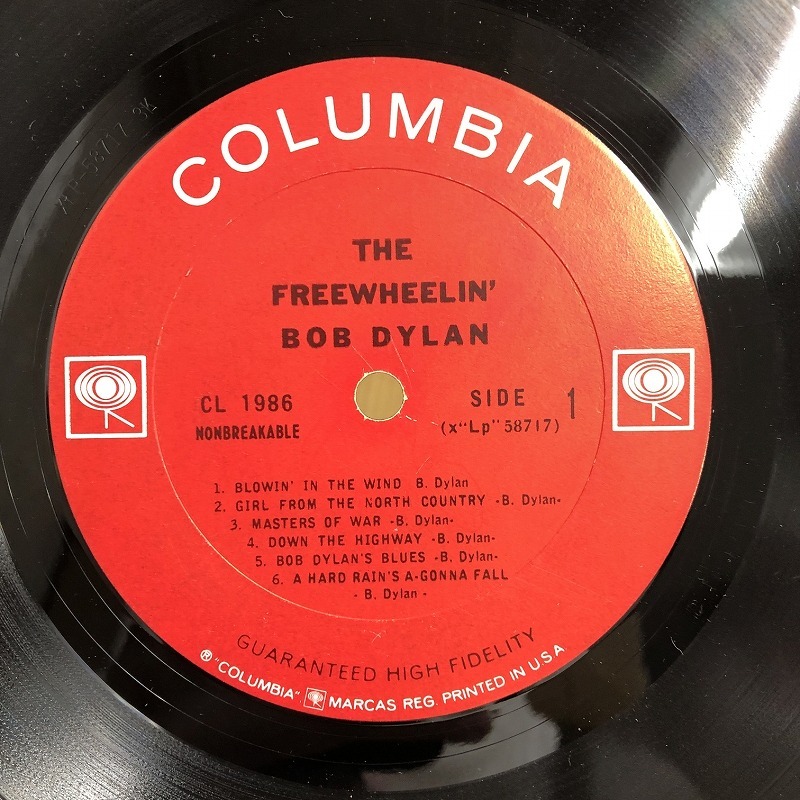 COLUMBIA
THE
FREEWHEELIN'
BOB DYLAN
CL 1986
NONBREAKABLE
SIDE 1
(x"Lp" 58717)
1. BLOWIN' IN THE WIND B. Dylan
2. GIRL FROM THE NORTH COUNTRY -B. Dylan-
3. MASTERS OF WAR -B. Dylan-
4. DOWN THE HIGHWAY -B. Dylan-
5. BOB DYLAN'S BLUES -B. Dylan-
6. A HARD RAIN'S A-GONNA FALL
- B. Dylan -
GUARANTEED HIGH FIDELITY
® "COLUMBIA" MARCAS REG. PRINTED IN U.S.A.